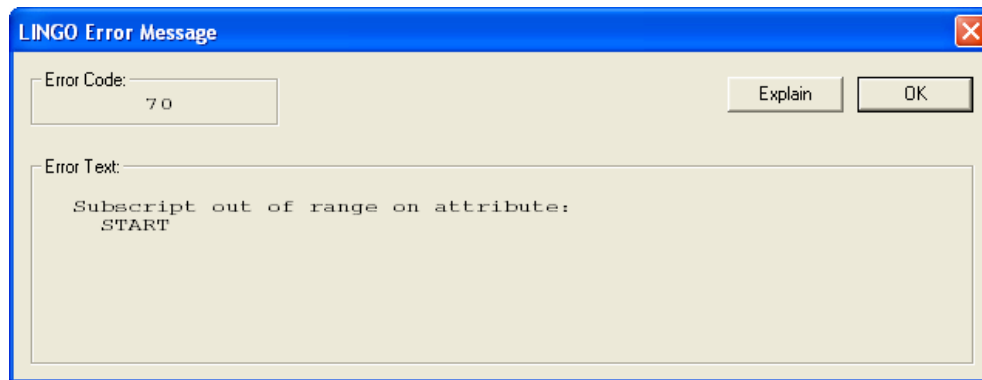 LINGO Error Message
Error Code:
70
Explain
OK
Error Text:
Subscript out of range on attribute:
START